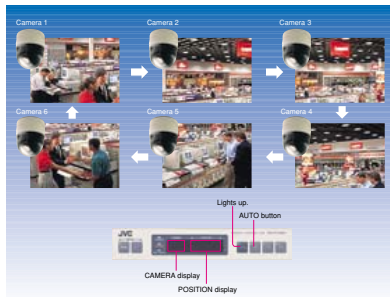 Camera 1
Camera 2
Camera 3
Camera 6
Camera 5
Camera 4
Lights up.
AUTO button
JVC
CAMERA display
POSITION display